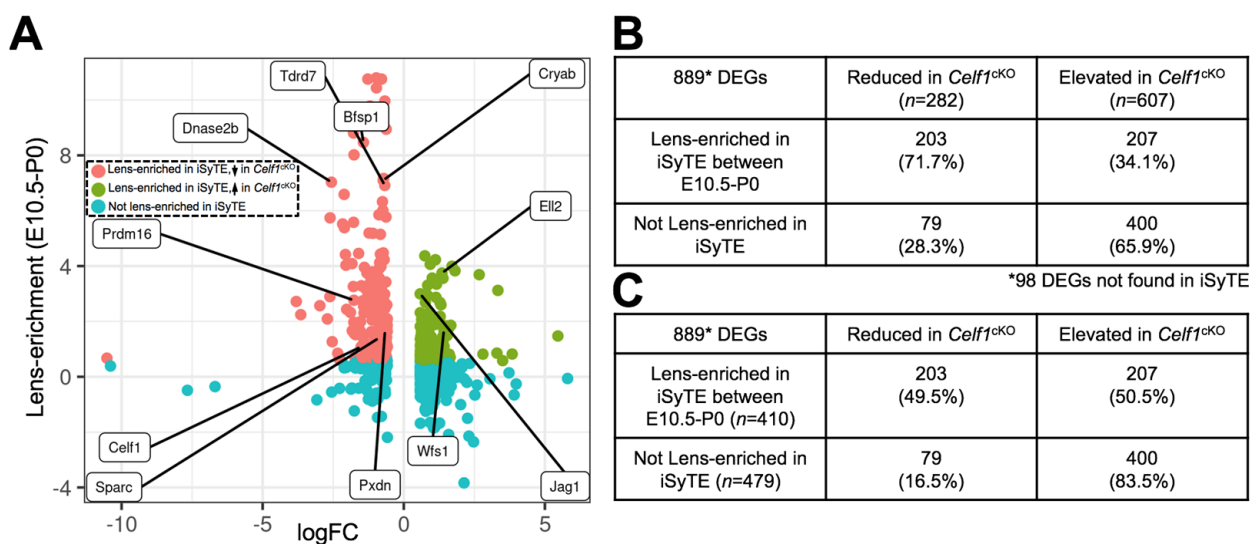 A
Tdrd7
Cryab
Bfsp1
Dnase2b
Lens-enriched in iSyTE,⬇ in Celf1cKO
Lens-enriched in iSyTE,⬆ in Celf1cKO
Not lens-enriched in iSyTE
Ell2
Prdm16
Celf1
Wfs1
Sparc
Pxdn
Jag1
Lens-enrichment (E10.5-P0)
8
4
0
-4
-10
-5
0
5
logFC
B
889* DEGs
Reduced in Celf1cKO
(n=282)
Elevated in Celf1cKO
(n=607)
Lens-enriched in
iSyTE between
E10.5-P0
203
(71.7%)
207
(34.1%)
Not Lens-enriched in
iSyTE
79
(28.3%)
400
(65.9%)
*98 DEGs not found in iSyTE
C
889* DEGs
Reduced in Celf1cKO
Elevated in Celf1cKO
Lens-enriched in
iSyTE between
E10.5-P0 (n=410)
203
(49.5%)
207
(50.5%)
Not Lens-enriched in
iSyTE (n=479)
79
(16.5%)
400
(83.5%)